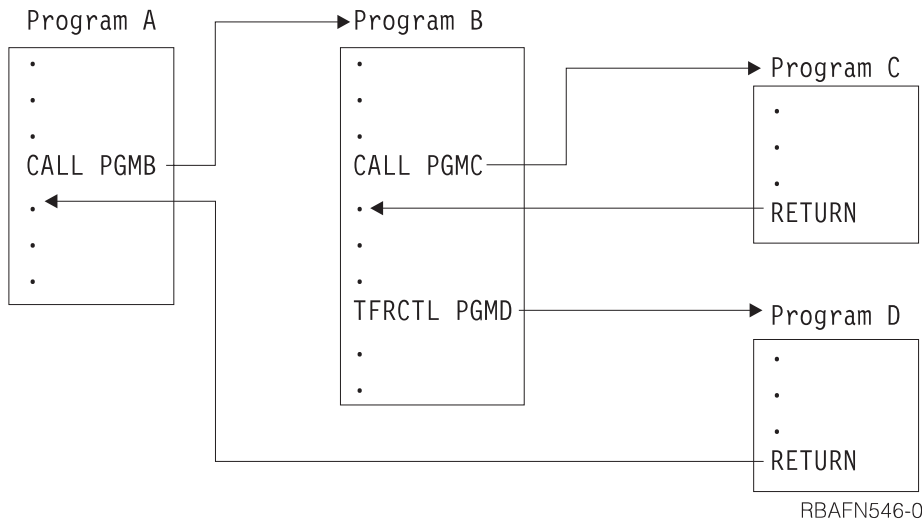 Program A
CALL PGMB
Program B
CALL PGMC
TFRCTL PGMD
Program C
RETURN
Program D
RETURN
RBAFN546-0